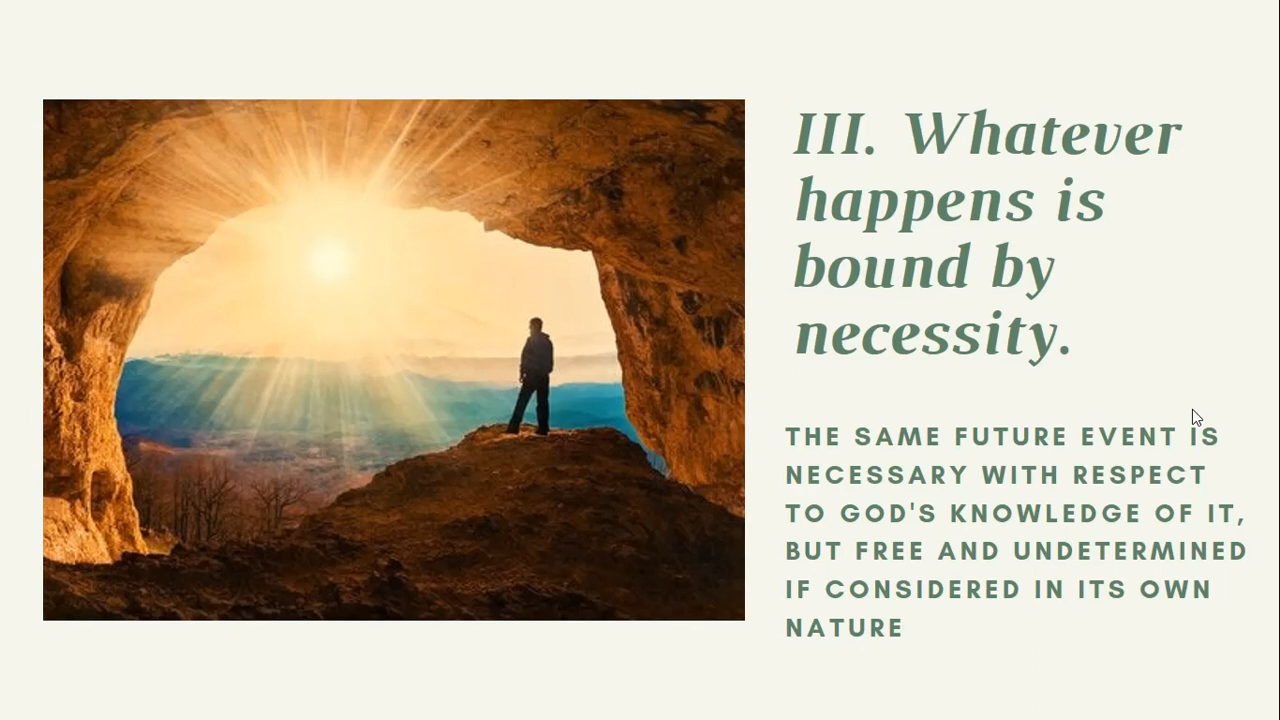 III. Whatever
happens is
bound by
necessity.
THE SAME FUTURE EVENT IS
NECESSARY WITH RESPECT
TO GOD'S KNOWLEDGE OF IT,
BUT FREE AND UNDETERMINED
IF CONSIDERED IN ITS OWN
NATURE